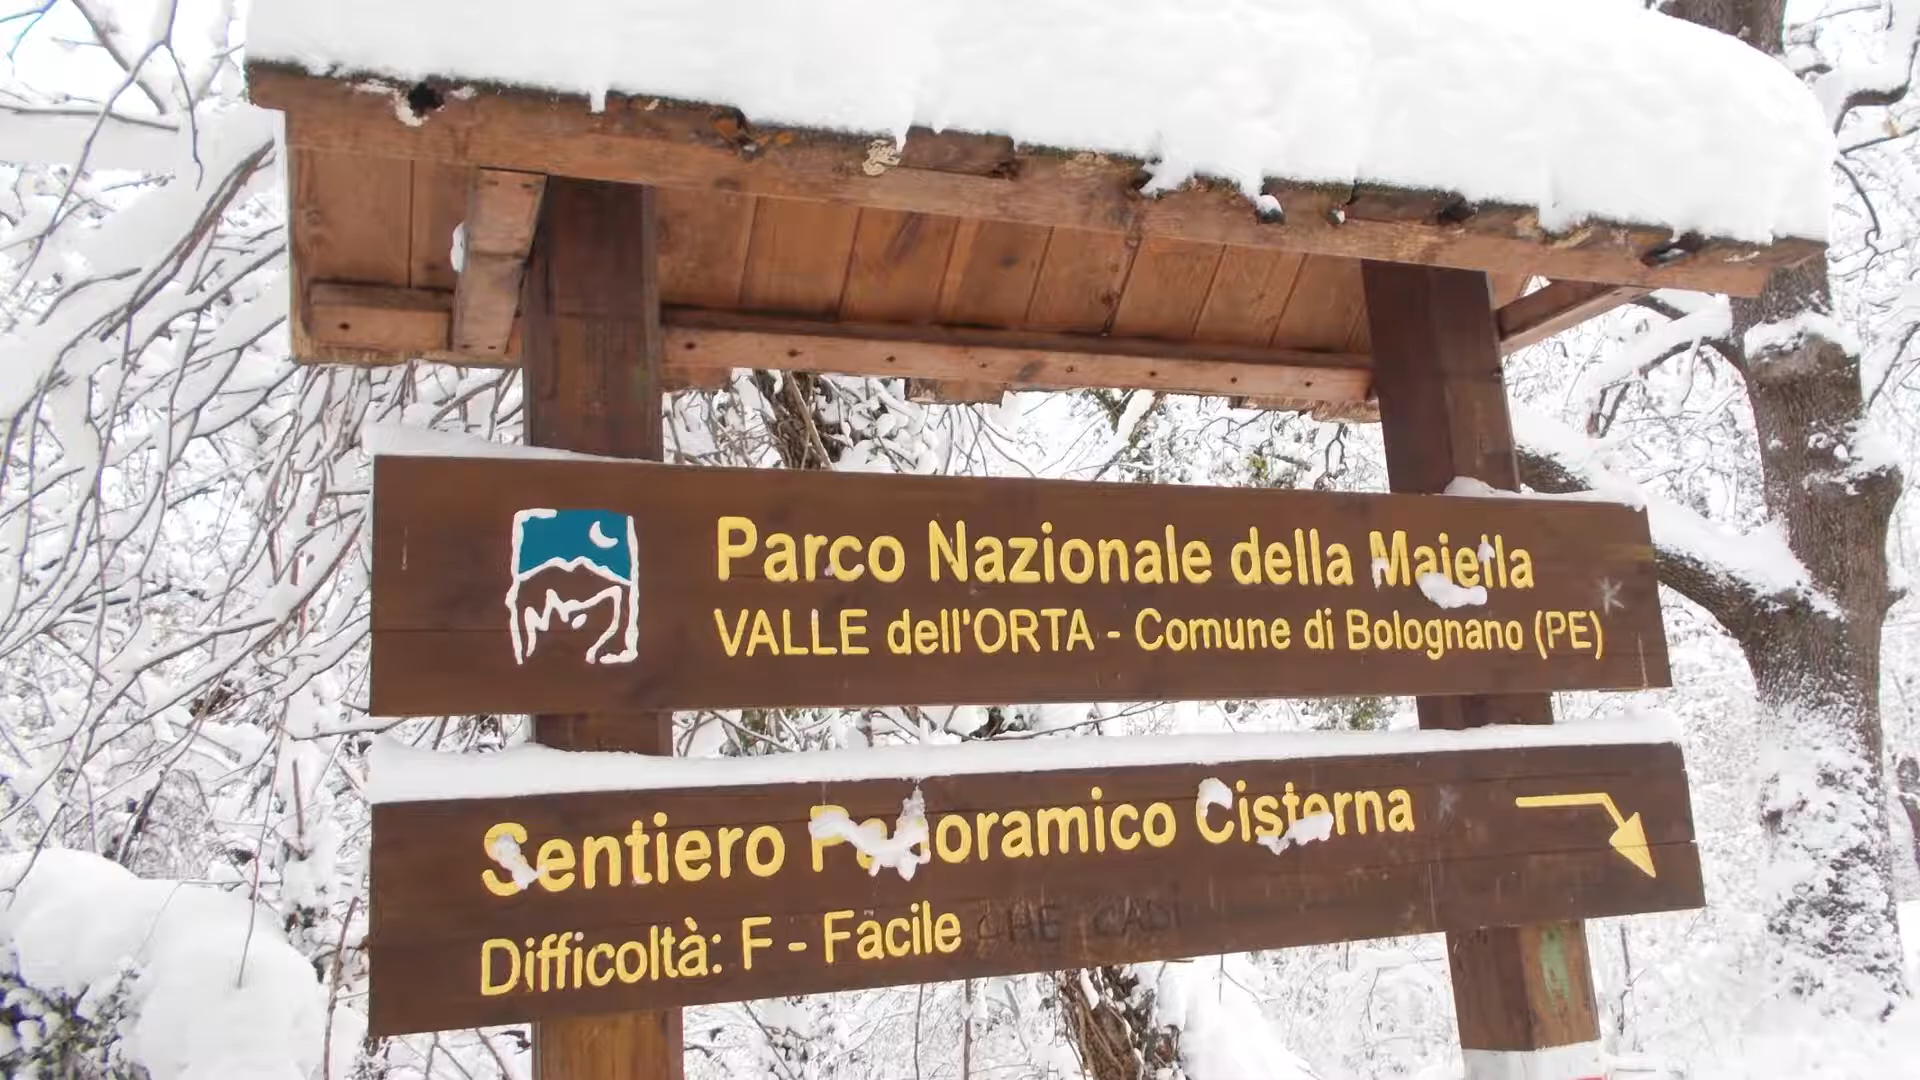 Parco Nazionale della Maiella
VALLE dell'ORTA - Comune di Bolognano (PE)
Sentiero Panoramico Cisterna
Difficoltà: F - Facile